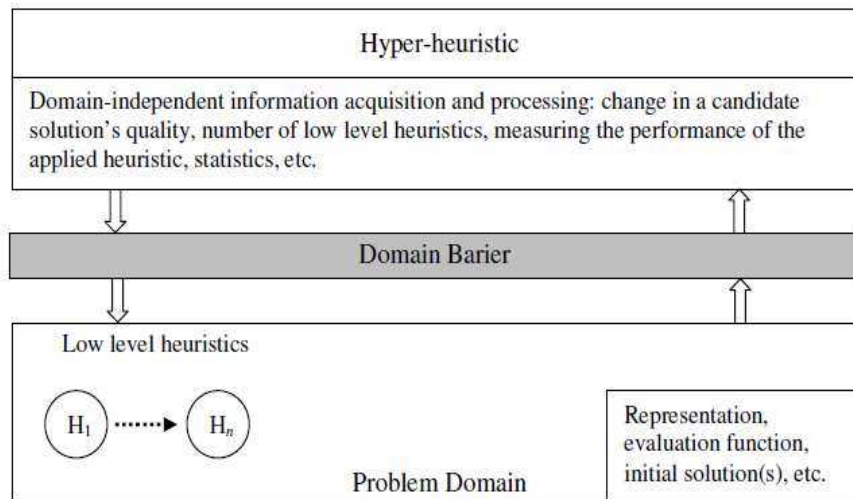 Hyper-heuristic
Domain-independent information acquisition and processing: change in a candidate
solution's quality, number of low level heuristics, measuring the performance of the
applied heuristic, statistics, etc.
Domain Barier
Low level heuristics
H1
Hn
Representation,
evaluation function,
initial solution(s), etc.
Problem Domain